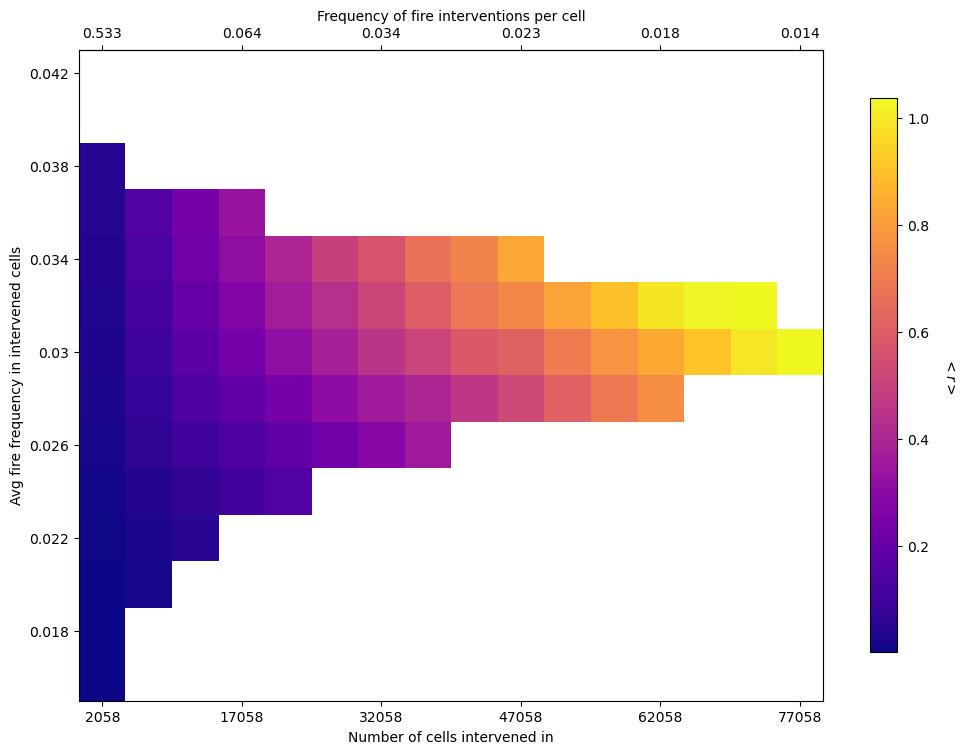 Frequency of fire interventions per cell
0.533 0.064 0.034 0.023 0.018 0.014
Avg fire frequency in intervened cells
0.042
0.038
0.034
0.03
0.026
0.022
0.018
2058 17058 32058 47058 62058 77058
Number of cells intervened in
1.0
0.8
0.6
0.4
0.2